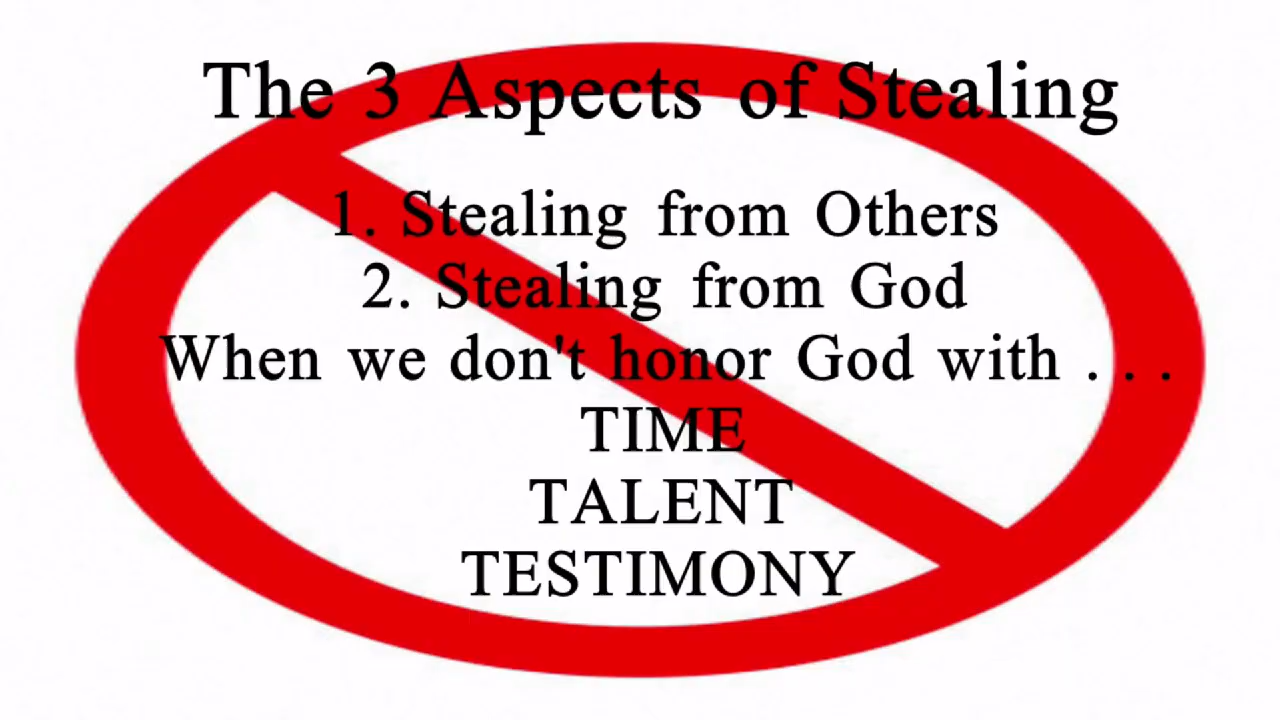 The 3 Aspects of Stealing
1. Stealing from Others
2. Stealing from God
When we don't honor God with . . .
TIME
TALENT
TESTIMONY